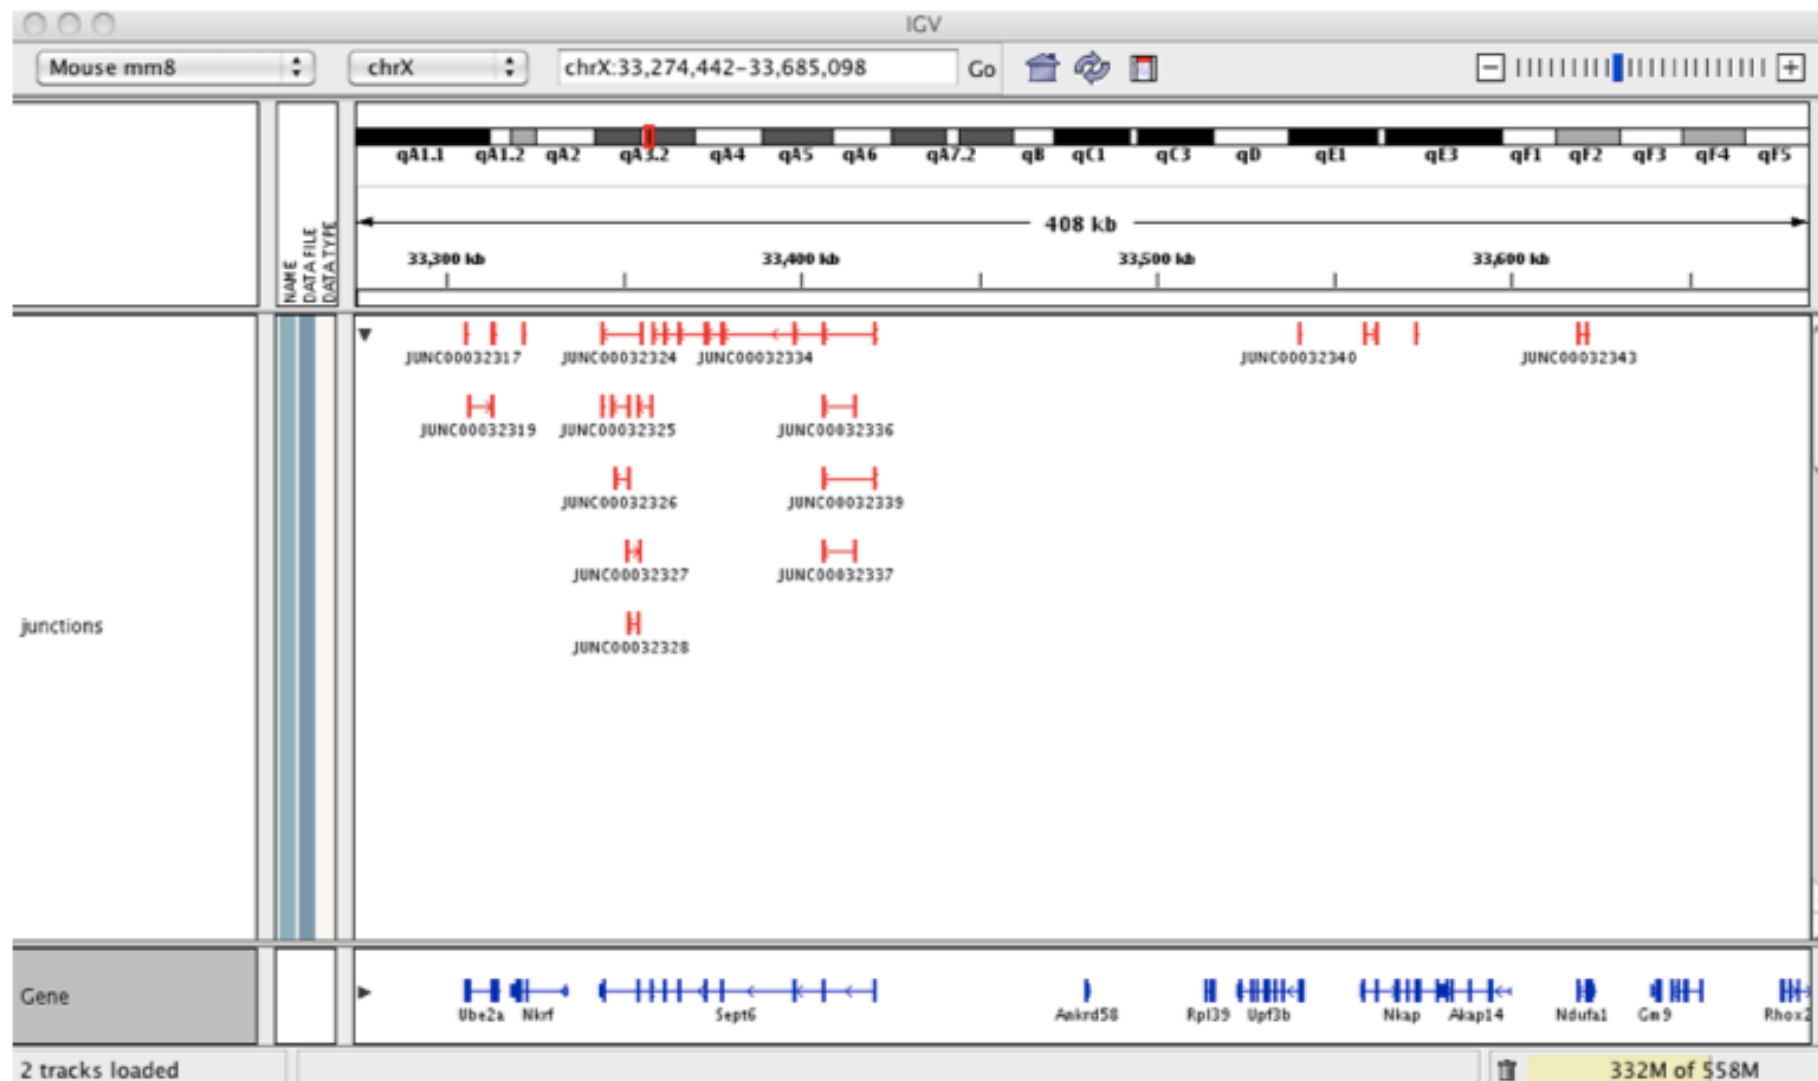 IGV
Mouse mm8 chrX chrX:33,274,442-33,685,098 Go
qA1.1 qA1.2 qA2 qA3.2 qA4 qA5 qA6 qA7.2 qB qC1 qC3 qD qE1 qE3 qF1 qF2 qF3 qF4 qF5
NAME
DATA FILE
DATA TYPE
408 kb
33,300 kb 33,400 kb 33,500 kb 33,600 kb
JUNC00032317 JUNC00032324 JUNC00032334 JUNC00032340 JUNC00032343
JUNC00032319 JUNC00032325 JUNC00032336
JUNC00032326 JUNC00032339
JUNC00032327 JUNC00032337
junctions
JUNC00032328
Gene
Ube2a Nkrf Sept6 Ankrd58 Rpl39 Upf3b Nkap Akap14 Ndufa1 Gm9 Rhox2
2 tracks loaded 332M of 558M